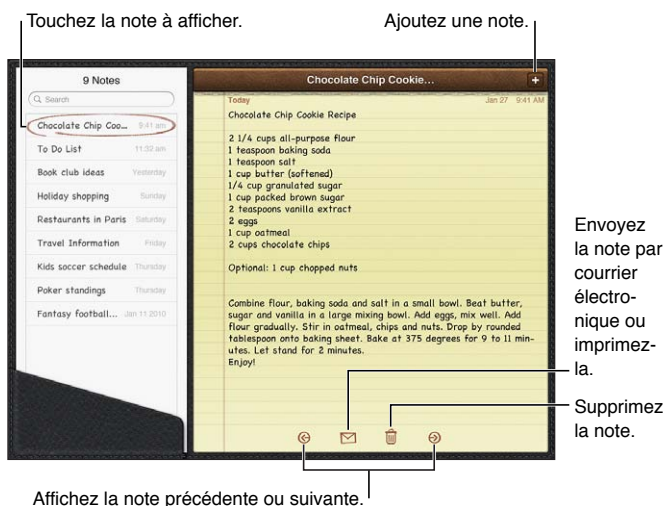 Touchez la note à afficher.
Ajoutez une note.
9 Notes
Search
Chocolate Chip Coo... 9:41 am
To Do List 11:32 am
Book club ideas Yesterday
Holiday shopping Sunday
Restaurants in Paris Saturday
Travel Information Friday
Kids soccer schedule Thursday
Poker standings Thursday
Fantasy football... Jan 11 2010
Chocolate Chip Cookie...
+
Today Jan 27 9:41 AM
Chocolate Chip Cookie Recipe
2 1/4 cups all-purpose flour
1 teaspoon baking soda
1 teaspoon salt
1 cup butter (softened)
1/4 cup granulated sugar
1 cup packed brown sugar
2 teaspoons vanilla extract
2 eggs
1 cup oatmeal
2 cups chocolate chips
Optional: 1 cup chopped nuts
Combine flour, baking soda and salt in a small bowl. Beat butter,
sugar and vanilla in a large mixing bowl. Add eggs, mix well. Add
flour gradually. Stir in oatmeal, chips and nuts. Drop by rounded
tablespoon onto baking sheet. Bake at 375 degrees for 9 to 11 min-
utes. Let stand for 2 minutes.
Enjoy!
Envoyez
la note par
courrier
électro-
nique ou
imprimez-
la.
Supprimez
la note.
Affichez la note précédente ou suivante.